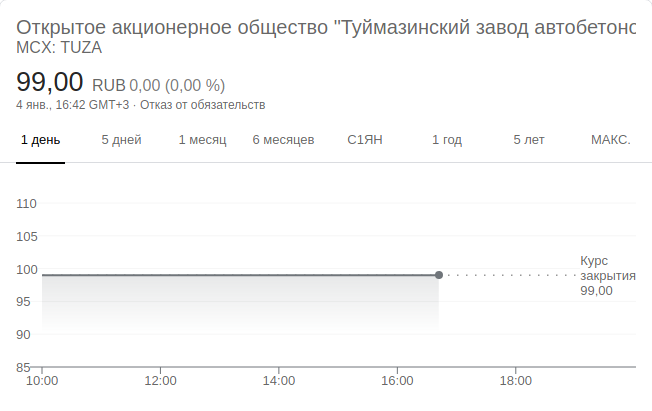 Открытое акционерное общество "Туймазинский завод автобетоно
MCX: TUZA
99,00 RUB 0,00 (0,00 %)
4 янв., 16:42 GMT+3 · Отказ от обязательств
1 день 5 дней 1 месяц 6 месяцев С1ЯН 1 год 5 лет МАКС.
110
105
100
95
90
85
Курс
закрытия
99,00
10:00 12:00 14:00 16:00 18:00